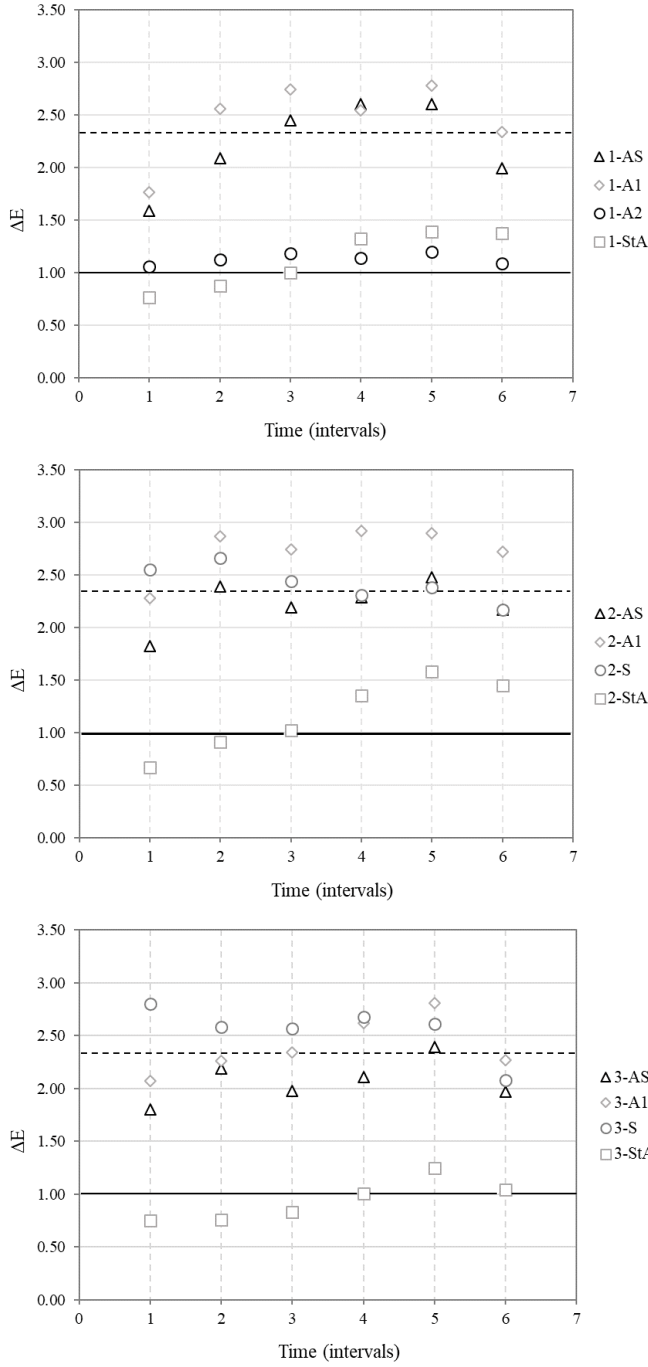 3.50
3.00
2.50
2.00
1.50
1.00
0.50
0.00
ΔE
0 1 2 3 4 5 6 7
Time (intervals)
1-AS
1-A1
1-A2
1-StA
3.50
3.00
2.50
2.00
1.50
1.00
0.50
0.00
ΔE
0 1 2 3 4 5 6 7
Time (intervals)
2-AS
2-A1
2-S
2-StA
3.50
3.00
2.50
2.00
1.50
1.00
0.50
0.00
ΔE
0 1 2 3 4 5 6 7
Time (intervals)
3-AS
3-A1
3-S
3-StA